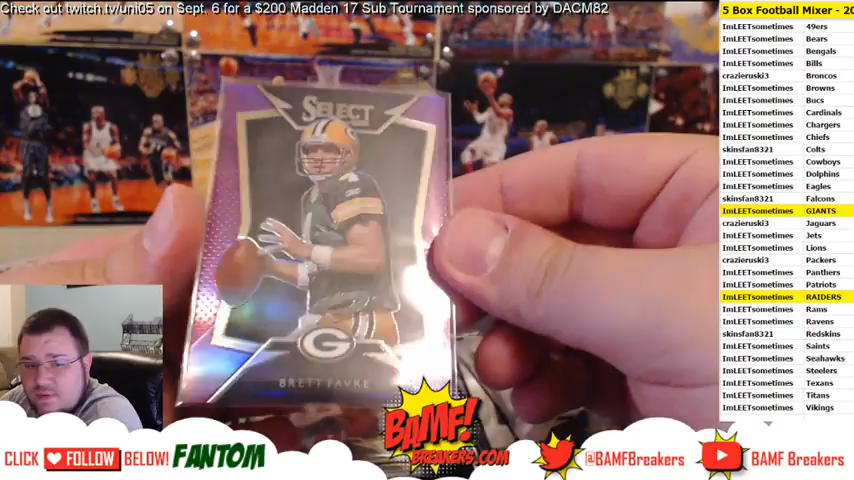 Check out twitch.tv/uni05 on Sept. 6 for a $200 Madden 17 Sub Tournament sponsored by DACM82
5 Box Football Mixer - 20
ImLEETsometimes 49ers
ImLEETsometimes Bears
ImLEETsometimes Bengals
ImLEETsometimes Bills
crazieruski3 Broncos
ImLEETsometimes Browns
ImLEETsometimes Bucs
ImLEETsometimes Cardinals
ImLEETsometimes Chargers
ImLEETsometimes Chiefs
skinsfan8321 Colts
ImLEETsometimes Cowboys
ImLEETsometimes Dolphins
ImLEETsometimes Eagles
skinsfan8321 Falcons
ImLEETsometimes GIANTS
crazieruski3 Jaguars
ImLEETsometimes Jets
ImLEETsometimes Lions
crazieruski3 Packers
ImLEETsometimes Panthers
ImLEETsometimes Patriots
ImLEETsometimes RAIDERS
ImLEETsometimes Rams
ImLEETsometimes Ravens
skinsfan8321 Redskins
ImLEETsometimes Saints
ImLEETsometimes Seahawks
ImLEETsometimes Steelers
ImLEETsometimes Texans
ImLEETsometimes Titans
ImLEETsometimes Vikings
SELECT
4
G
BRETT FAVRE
CLICK FOLLOW BELOW! FANTOM
BAMF!
BREAKERS.COM
@BAMFBreakers
BAMF Breakers